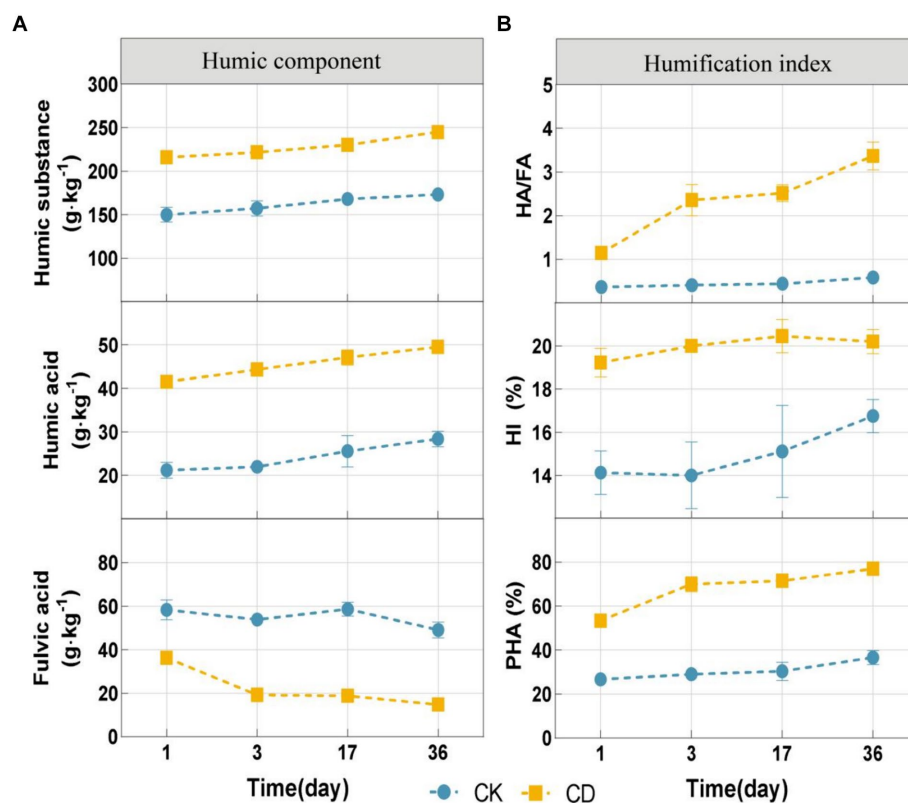 A
Humic component
Humic substance
(g·kg⁻¹)
300
250
200
150
100
Humic acid
(g·kg⁻¹)
50
40
30
20
Fulvic acid
(g·kg⁻¹)
80
60
40
20
0
1 3 17 36
Time(day)
B
Humification index
HA/FA
5
4
3
2
1
HI (%)
20
18
16
14
PHA (%)
80
60
40
20
0
1 3 17 36
Time(day)
CK CD